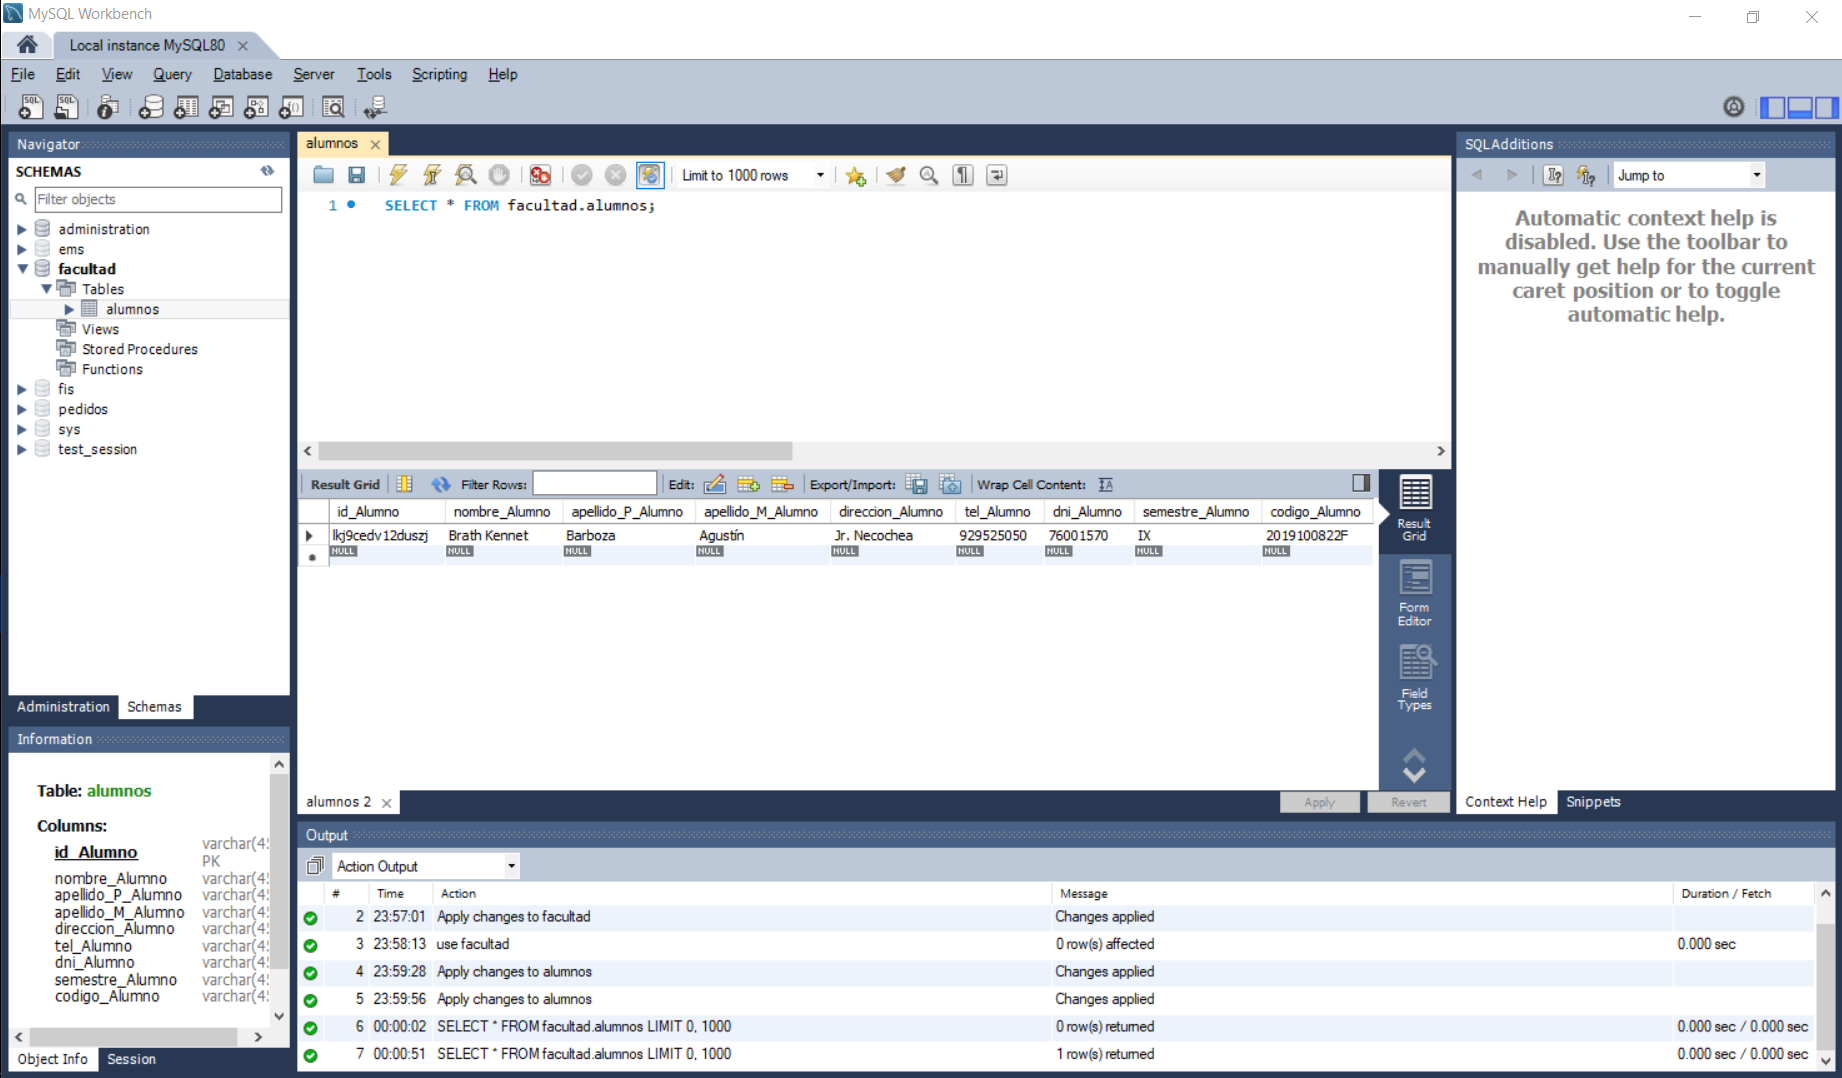 MySQL Workbench
Local instance MySQL80
File Edit View Query Database Server Tools Scripting Help
Navigator
SCHEMAS
Filter objects
administration
ems
facultad
Tables
alumnos
Views
Stored Procedures
Functions
fis
pedidos
sys
test_session
Administration Schemas
Information
Table: alumnos
Columns:
id_Alumno varchar(45
PK
nombre_Alumno varchar(4
apellido_P_Alumno varchar(4
apellido_M_Alumno varchar(4
direccion_Alumno varchar(4
tel_Alumno varchar(4
dni_Alumno varchar(4
semestre_Alumno varchar(4
codigo_Alumno varchar(4
Object Info Session
alumnos
Limit to 1000 rows
1 SELECT * FROM facultad.alumnos;
Result Grid Filter Rows: Edit: Export/Import: Wrap Cell Content:
id_Alumno nombre_Alumno apellido_P_Alumno apellido_M_Alumno direccion_Alumno tel_Alumno dni_Alumno semestre_Alumno codigo_Alumno
lkj9cedv12duszj Brath Kennet Barboza Agustín Jr. Necochea 929525050 76001570 IX 2019100822F
NULL NULL NULL NULL NULL NULL NULL NULL NULL
Result
Grid
Form
Editor
Field
Types
alumnos 2
Apply Revert
SQLAdditions
Jump to
Automatic context help is
disabled. Use the toolbar to
manually get help for the current
caret position or to toggle
automatic help.
Context Help Snippets
Output
Action Output
# Time Action Message Duration / Fetch
2 23:57:01 Apply changes to facultad Changes applied
3 23:58:13 use facultad 0 row(s) affected 0.000 sec
4 23:59:28 Apply changes to alumnos Changes applied
5 23:59:56 Apply changes to alumnos Changes applied
6 00:00:02 SELECT * FROM facultad.alumnos LIMIT 0, 1000 0 row(s) returned 0.000 sec / 0.000 sec
7 00:00:51 SELECT * FROM facultad.alumnos LIMIT 0, 1000 1 row(s) returned 0.000 sec / 0.000 sec